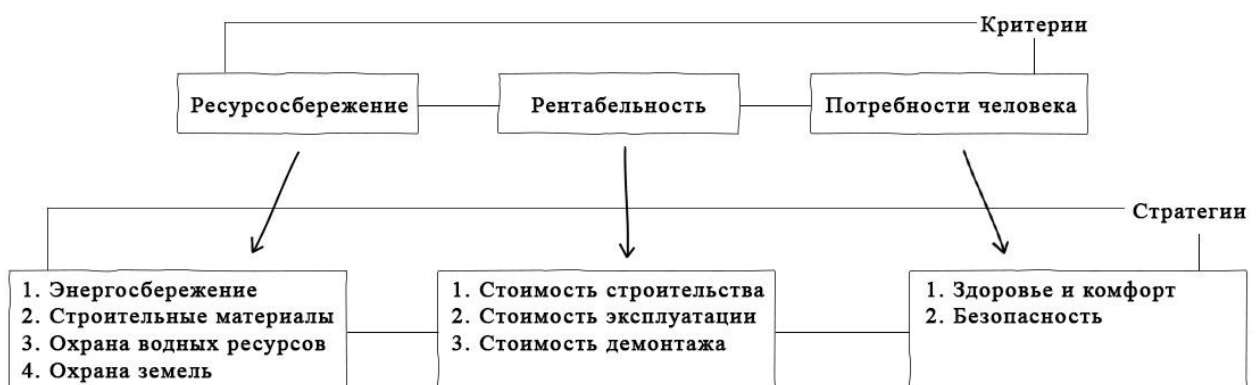 Критерии
Ресурсосбережение
Рентабельность
Потребности человека
Стратегии
1. Энергосбережение
2. Строительные материалы
3. Охрана водных ресурсов
4. Охрана земель
1. Стоимость строительства
2. Стоимость эксплуатации
3. Стоимость демонтажа
1. Здоровье и комфорт
2. Безопасность